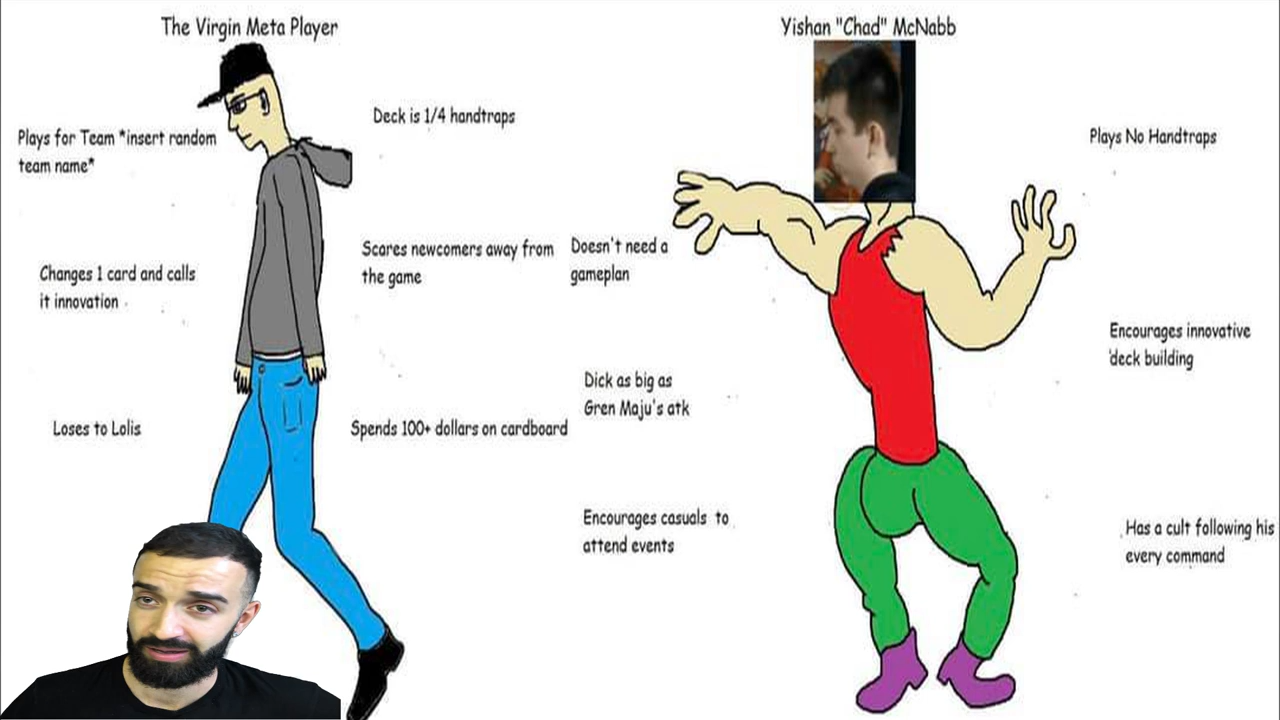 The Virgin Meta Player
Deck is 1/4 handtraps
Plays for Team *insert random
team name*
Scares newcomers away from
the game
Changes 1 card and calls
it innovation
Loses to Lolis
Spends 100+ dollars on cardboard
Yishan "Chad" McNabb
Plays No Handtraps
Doesn't need a
gameplan
Encourages innovative
deck building
Dick as big as
Gren Maju's atk
Encourages casuals to
attend events
Has a cult following his
every command